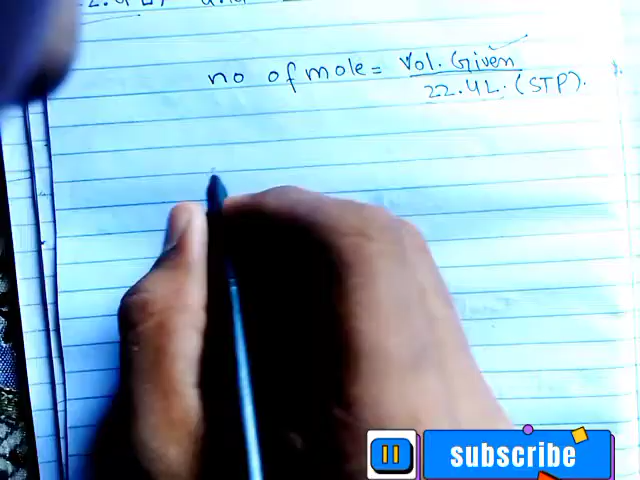 no of mole = Vol. Given
22.4L. (STP).
subscribe